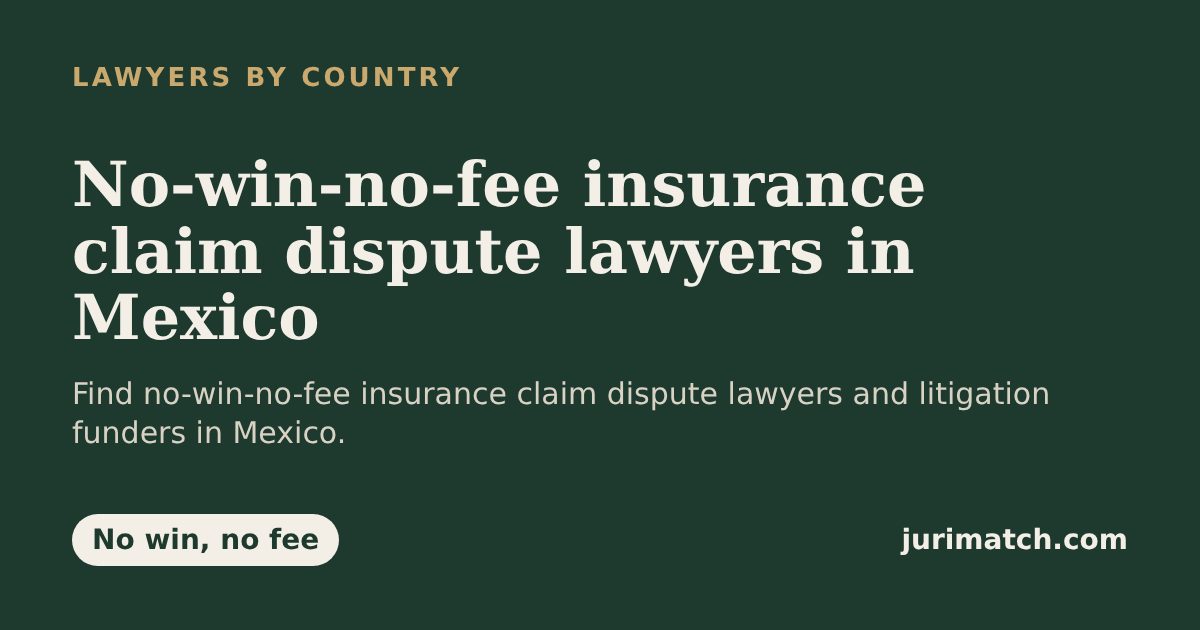 LAWYERS BY COUNTRY
No-win-no-fee insurance
claim dispute lawyers in
Mexico
Find no-win-no-fee insurance claim dispute lawyers and litigation
funders in Mexico.
No win, no fee
jurimatch.com